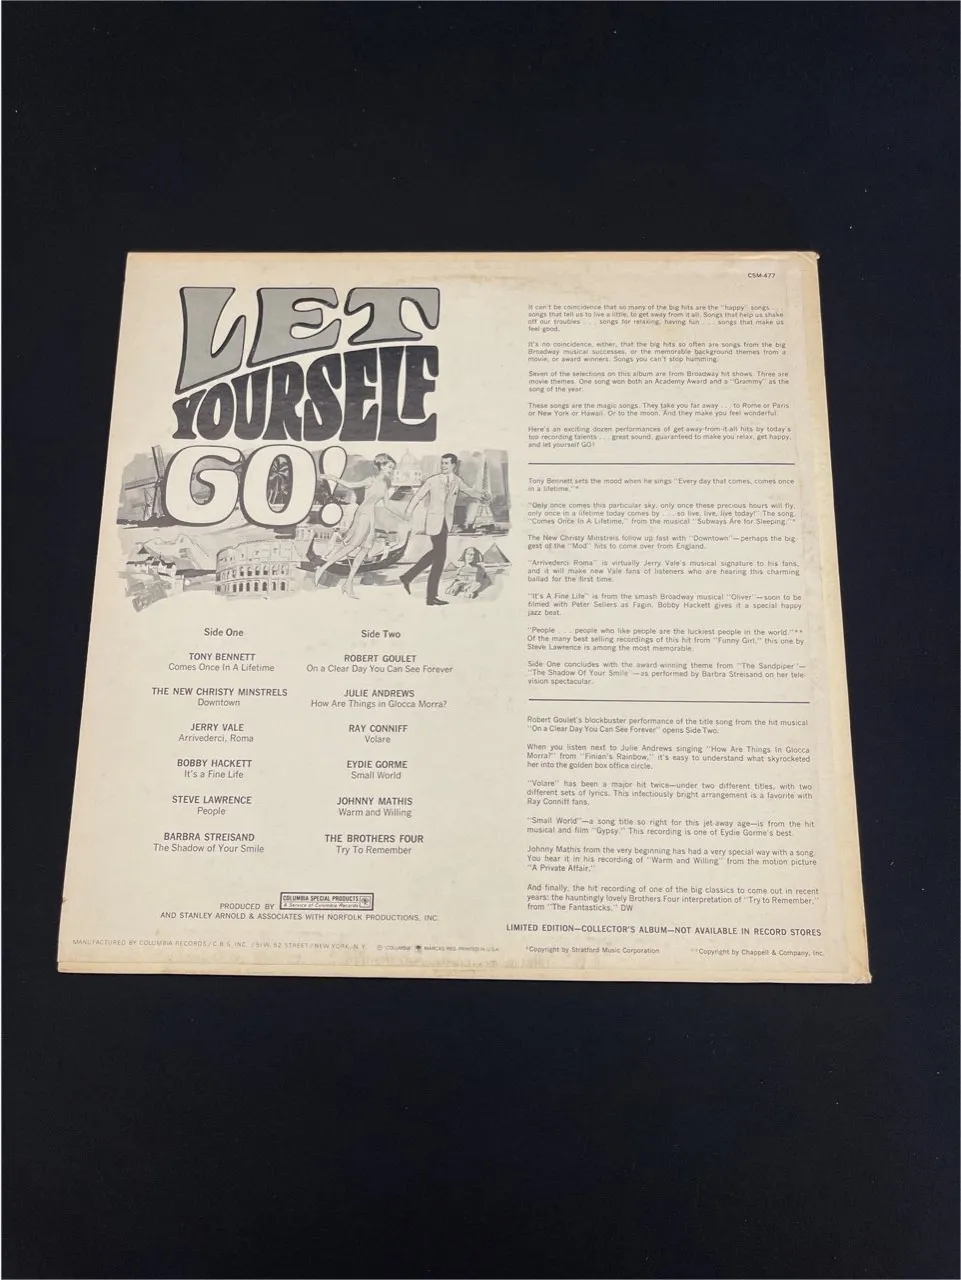 CSM-477
LET
YOURSELF
GO!
Side One
TONY BENNETT
Comes Once In A Lifetime
THE NEW CHRISTY MINSTRELS
Downtown
JERRY VALE
Arrivederci, Roma
BOBBY HACKETT
It's a Fine Life
STEVE LAWRENCE
People
BARBRA STREISAND
The Shadow of Your Smile
Side Two
ROBERT GOULET
On a Clear Day You Can See Forever
JULIE ANDREWS
How Are Things in Glocca Morra?
RAY CONNIFF
Volare
EYDIE GORME
Small World
JOHNNY MATHIS
Warm and Willing
THE BROTHERS FOUR
Try To Remember
PRODUCED BY COLUMBIA SPECIAL PRODUCTS
A Service of Columbia Records
AND STANLEY ARNOLD & ASSOCIATES WITH NORFOLK PRODUCTIONS, INC.
MANUFACTURED BY COLUMBIA RECORDS / C.B.S. INC. / 51 W. 52 STREET / NEW YORK, N.Y. © COLUMBIA MARCAS REG. PRINTED IN U.S.A.
It can't be coincidence that so many of the big hits are the "happy" songs . . .
songs that tell us to live a little, to get away from it all. Songs that help us shake
off our troubles . . . songs for relaxing, having fun . . . songs that make us
feel good.
It's no coincidence, either, that the big hits so often are songs from the big
Broadway musical successes, or the memorable background themes from a
movie, or award winners. Songs you can't stop humming.
Seven of the selections on this album are from Broadway hit shows. Three are
movie themes. One song won both an Academy Award and a "Grammy" as the
song of the year.
These songs are the magic songs. They take you far away . . . to Rome or Paris
or New York or Hawaii. Or to the moon. And they make you feel wonderful.
Here's an exciting dozen performances of get-away-from-it-all hits by today's
top recording talents . . . great sound, guaranteed to make you relax, get happy,
and let yourself GO!
Tony Bennett sets the mood when he sings "Every day that comes, comes once
in a lifetime."*
"Only once comes this particular sky, only once these precious hours will fly,
only once in a lifetime today comes by . . . so live, live, live today!" The song,
"Comes Once In A Lifetime," from the musical "Subways Are for Sleeping."*
The New Christy Minstrels follow up fast with "Downtown"—perhaps the big
gest of the "Mod" hits to come over from England.
"Arrivederci Roma" is virtually Jerry Vale's musical signature to his fans,
and it will make new Vale fans of listeners who are hearing this charming
ballad for the first time.
"It's A Fine Life" is from the smash Broadway musical "Oliver"—soon to be
filmed with Peter Sellers as Fagin. Bobby Hackett gives it a special happy
jazz beat.
"People . . . people who like people are the luckiest people in the world."**
Of the many best selling recordings of this hit from "Funny Girl," this one by
Steve Lawrence is among the most memorable.
Side One concludes with the award-winning theme from "The Sandpiper"—
"The Shadow Of Your Smile"—as performed by Barbra Streisand on her tele
vision spectacular.
Robert Goulet's blockbuster performance of the title song from the hit musical
"On a Clear Day You Can See Forever" opens Side Two.
When you listen next to Julie Andrews singing "How Are Things In Glocca
Morra?" from "Finian's Rainbow," it's easy to understand what skyrocketed
her into the golden box office circle.
"Volare" has been a major hit twice—under two different titles, with two
different sets of lyrics. This infectiously bright arrangement is a favorite with
Ray Conniff fans.
"Small World"—a song title so right for this jet-away age—is from the hit
musical and film "Gypsy." This recording is one of Eydie Gorme's best.
Johnny Mathis from the very beginning has had a very special way with a song.
You hear it in his recording of "Warm and Willing" from the motion picture
"A Private Affair."
And finally, the hit recording of one of the big classics to come out in recent
years: the hauntingly lovely Brothers Four interpretation of "Try to Remember,"
from "The Fantasticks." DW
LIMITED EDITION—COLLECTOR'S ALBUM—NOT AVAILABLE IN RECORD STORES
*Copyright by Stratford Music Corporation **Copyright by Chappell & Company, Inc.